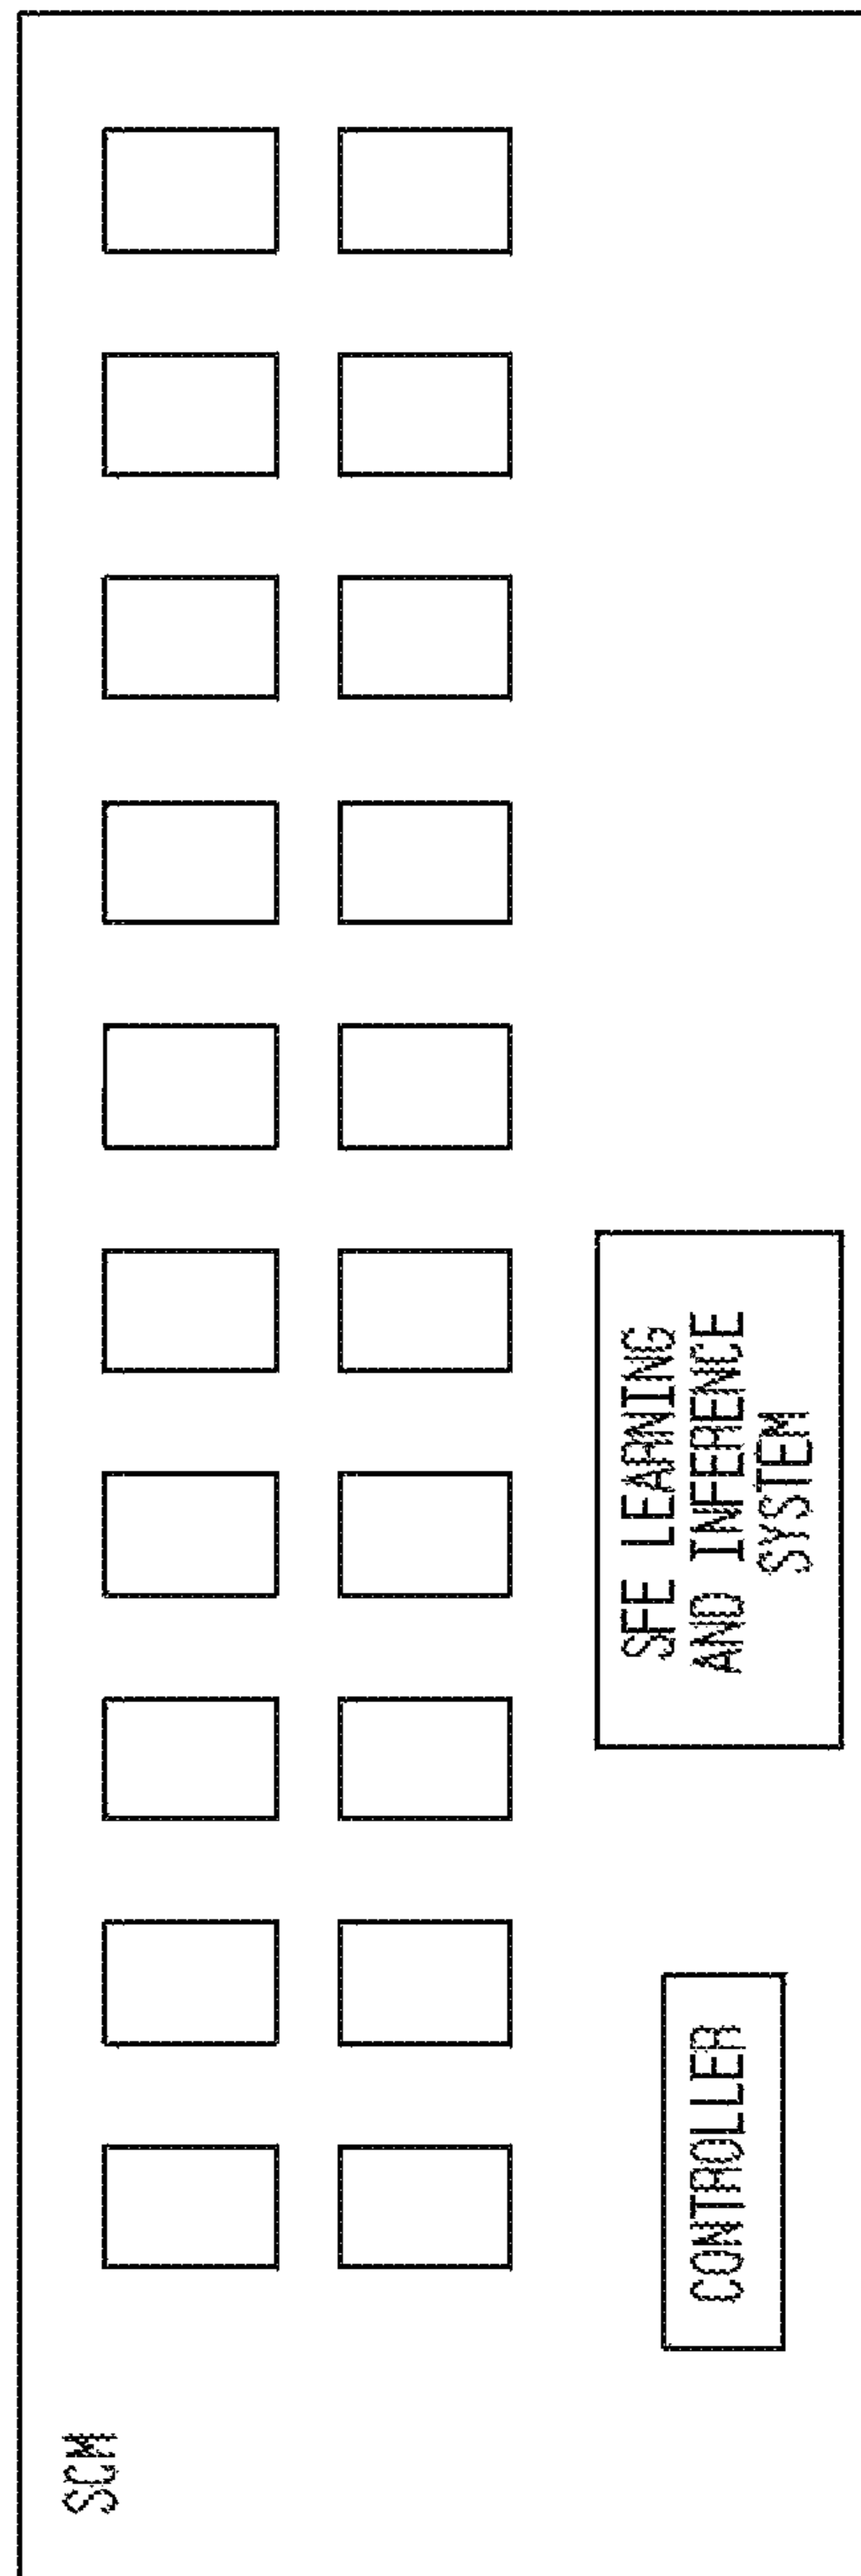 SCM
SFE LEARNING
AND INFERENCE
SYSTEM
CONTROLLER